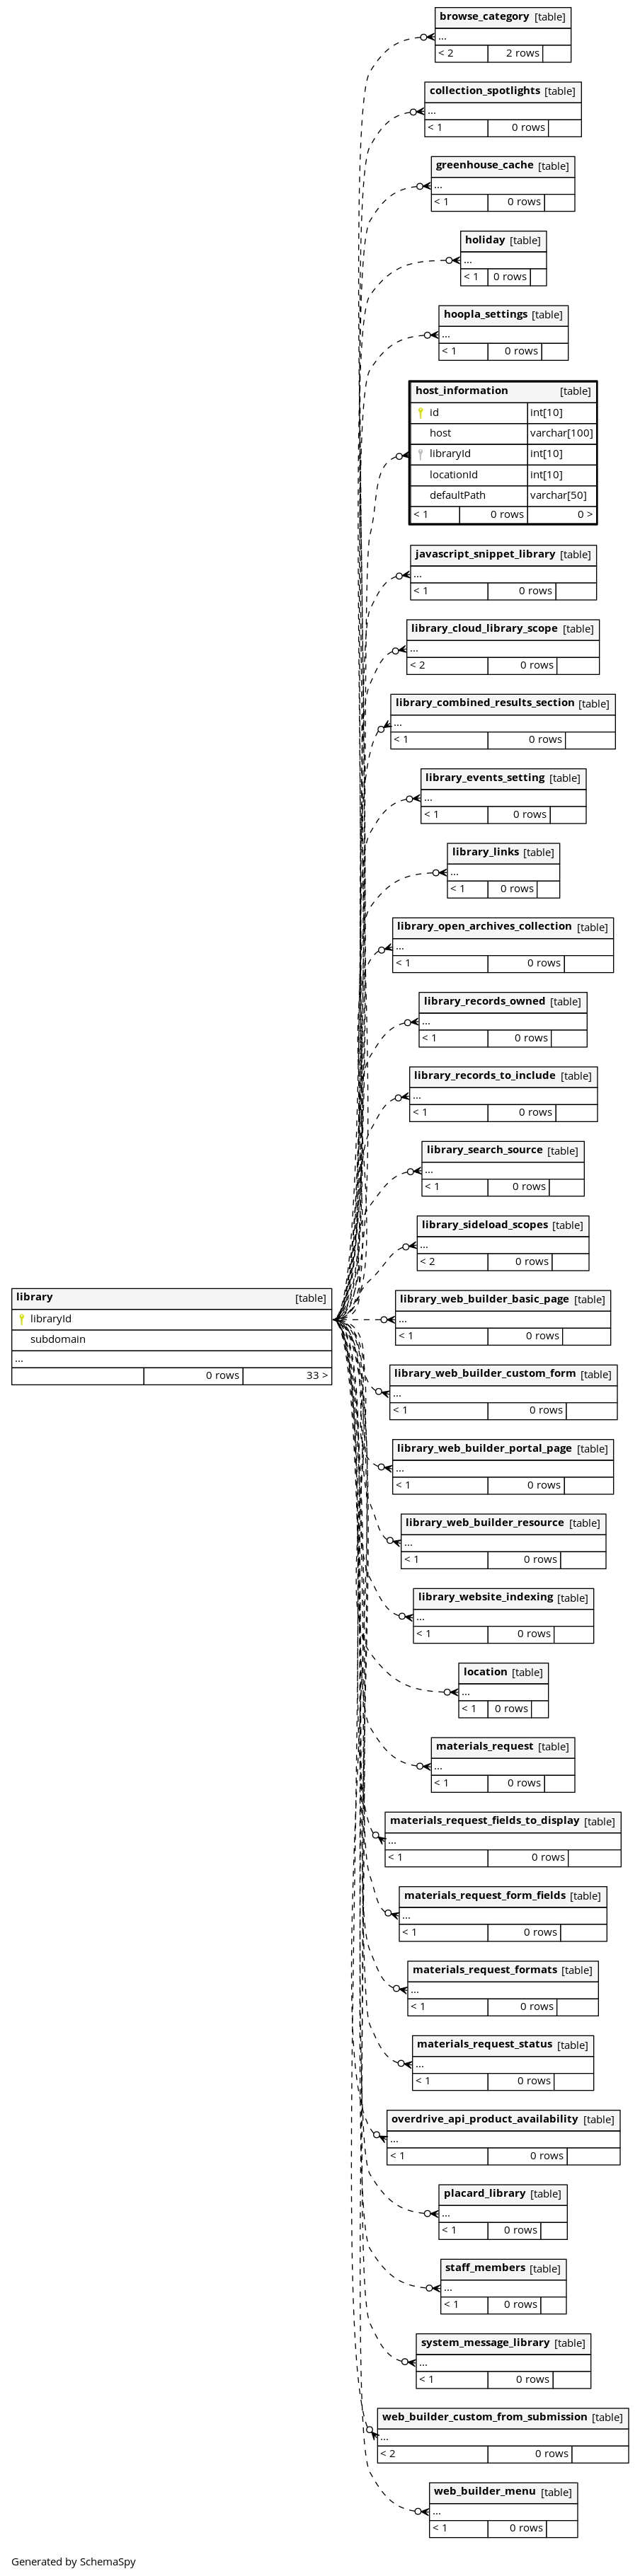 browse_category [table]
...
< 2 2 rows
collection_spotlights [table]
...
< 1 0 rows
greenhouse_cache [table]
...
< 1 0 rows
holiday [table]
...
< 1 0 rows
hoopla_settings [table]
...
< 1 0 rows
host_information [table]
id int[10]
host varchar[100]
libraryId int[10]
locationId int[10]
defaultPath varchar[50]
< 1 0 rows 0 >
javascript_snippet_library [table]
...
< 1 0 rows
library_cloud_library_scope [table]
...
< 2 0 rows
library_combined_results_section [table]
...
< 1 0 rows
library_events_setting [table]
...
< 1 0 rows
library_links [table]
...
< 1 0 rows
library_open_archives_collection [table]
...
< 1 0 rows
library_records_owned [table]
...
< 1 0 rows
library_records_to_include [table]
...
< 1 0 rows
library_search_source [table]
...
< 1 0 rows
library_sideload_scopes [table]
...
< 2 0 rows
library [table]
libraryId
subdomain
...
0 rows 33 >
library_web_builder_basic_page [table]
...
< 1 0 rows
library_web_builder_custom_form [table]
...
< 1 0 rows
library_web_builder_portal_page [table]
...
< 1 0 rows
library_web_builder_resource [table]
...
< 1 0 rows
library_website_indexing [table]
...
< 1 0 rows
location [table]
...
< 1 0 rows
materials_request [table]
...
< 1 0 rows
materials_request_fields_to_display [table]
...
< 1 0 rows
materials_request_form_fields [table]
...
< 1 0 rows
materials_request_formats [table]
...
< 1 0 rows
materials_request_status [table]
...
< 1 0 rows
overdrive_api_product_availability [table]
...
< 1 0 rows
placard_library [table]
...
< 1 0 rows
staff_members [table]
...
< 1 0 rows
system_message_library [table]
...
< 1 0 rows
web_builder_custom_from_submission [table]
...
< 2 0 rows
web_builder_menu [table]
...
< 1 0 rows
Generated by SchemaSpy